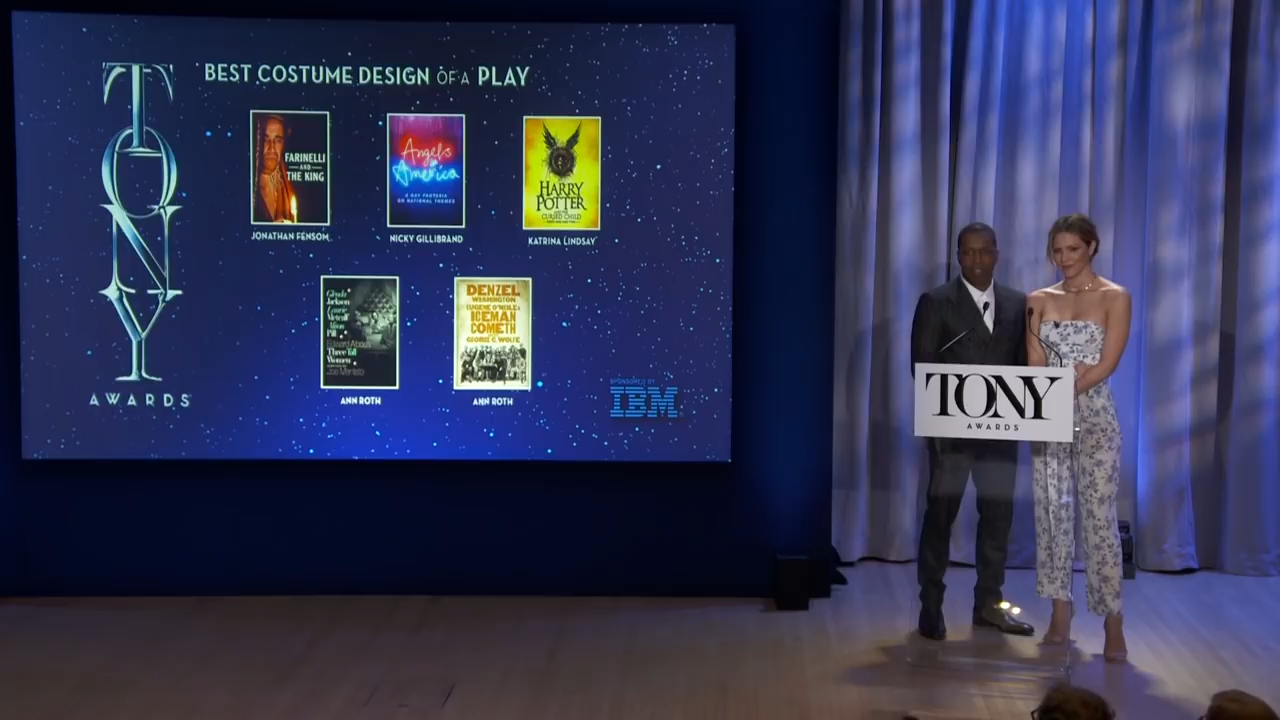 TONY
AWARDS
BEST COSTUME DESIGN OF A PLAY
FARINELLI
AND
THE KING
JONATHAN FENSOM
Angels
in
America
A GAY FANTASIA
ON NATIONAL THEMES
NICKY GILLIBRAND
HARRY
POTTER
AND THE
CURSED CHILD
KATRINA LINDSAY
Glenda
Jackson
Laurie
Metcalf
Alison
Pill
Edward Albee's
Three Tall
Women
Joe Mantello
ANN ROTH
DENZEL
WASHINGTON
EUGENE O'NEILL'S
ICEMAN
COMETH
GEORGE C. WOLFE
ANN ROTH
SPONSORED BY
IBM
TONY
AWARDS